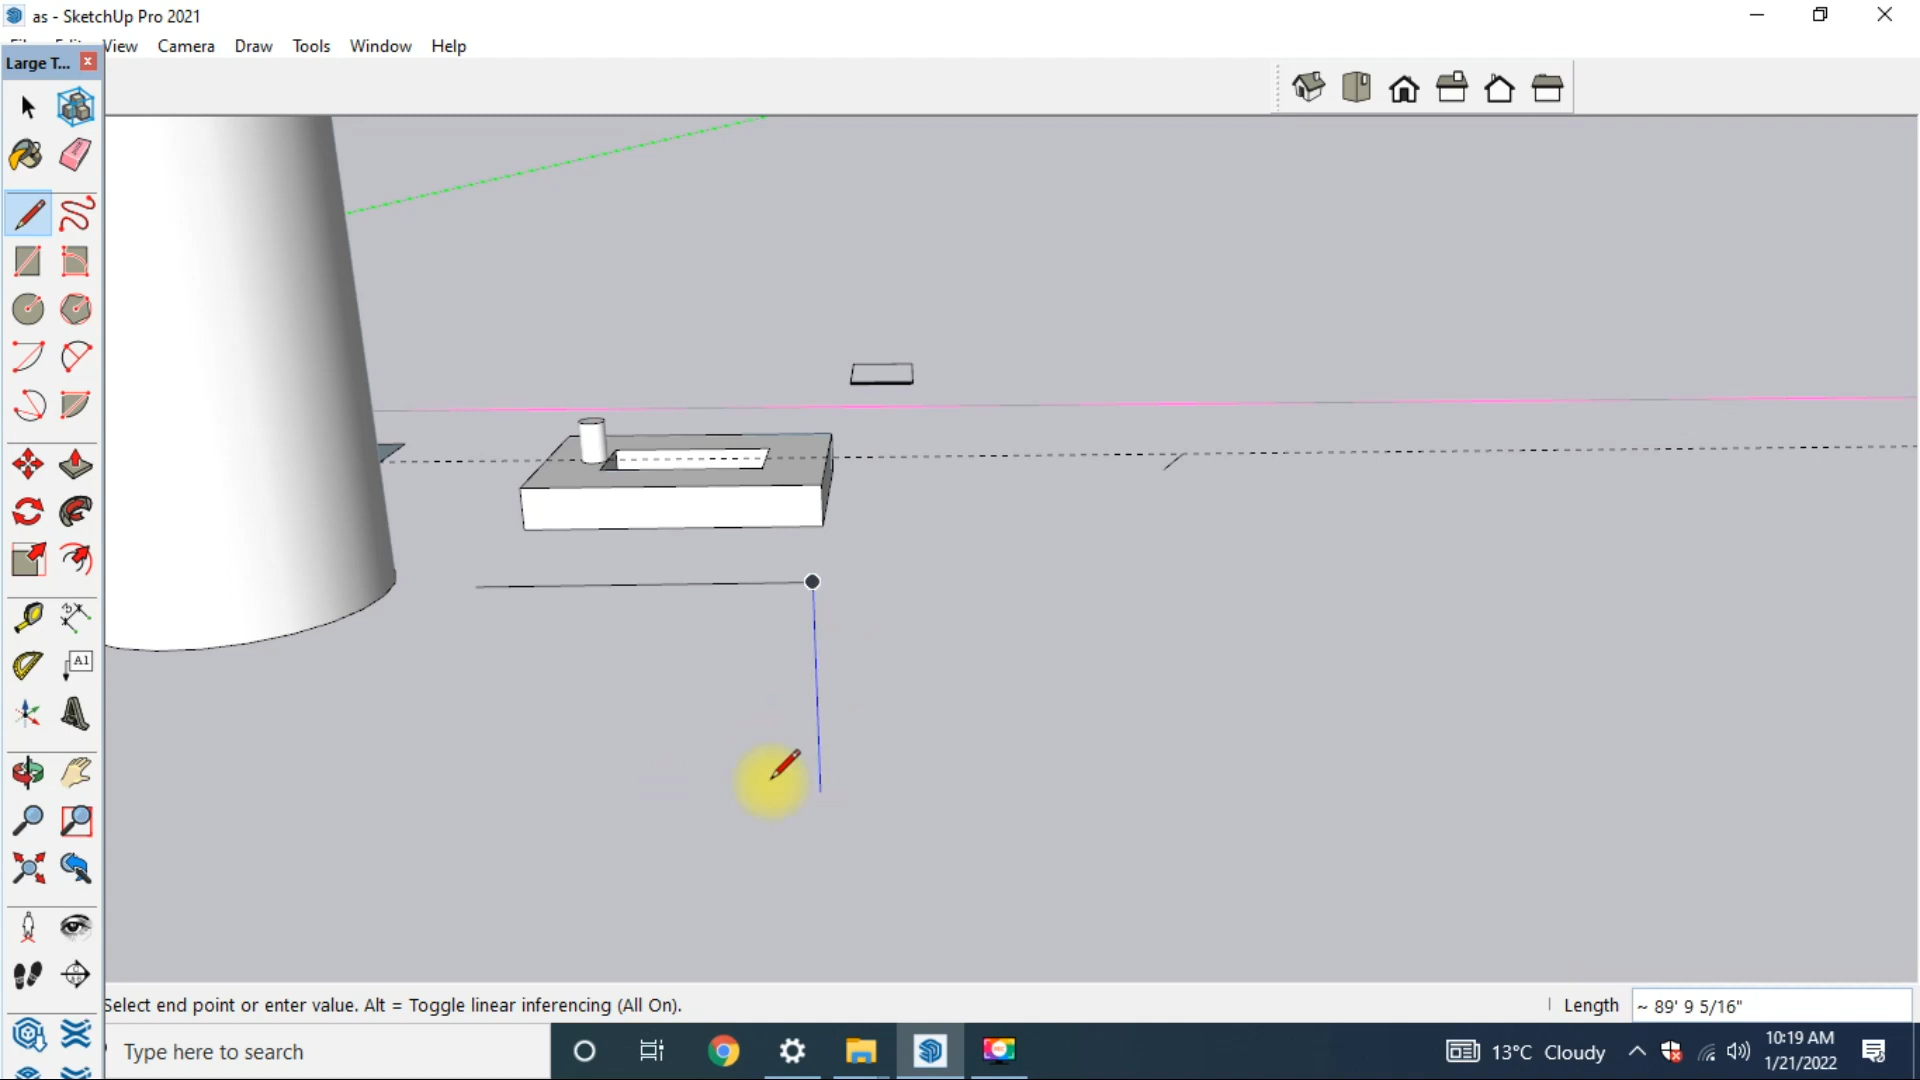 as - SketchUp Pro 2021
View Camera Draw Tools Window Help
Large T...
A1
Select end point or enter value. Alt = Toggle linear inferencing (All On).
Length ~ 89' 9 5/16"
Type here to search
13°C Cloudy
10:19 AM
1/21/2022